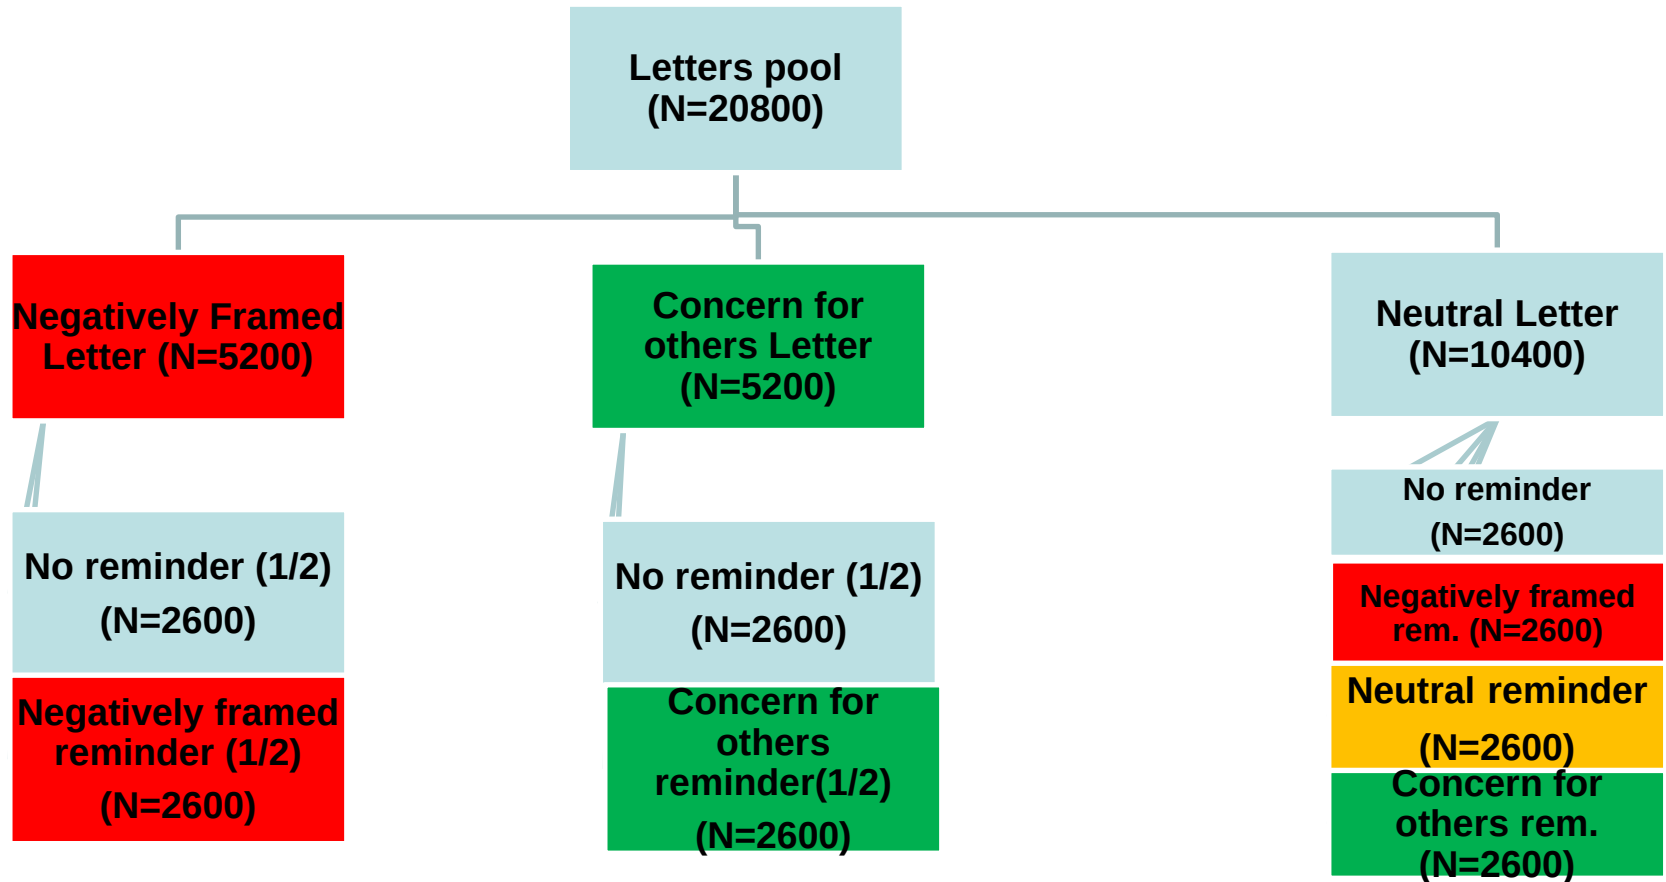 Letters pool
(N=20800)
Negatively Framed
Letter (N=5200)
Concern for
others Letter
(N=5200)
Neutral Letter
(N=10400)
No reminder (1/2)
(N=2600)
Negatively framed
reminder (1/2)
(N=2600)
No reminder (1/2)
(N=2600)
Concern for
others
reminder(1/2)
(N=2600)
No reminder
(N=2600)
Negatively framed
rem. (N=2600)
Neutral reminder
(N=2600)
Concern for
others rem.
(N=2600)